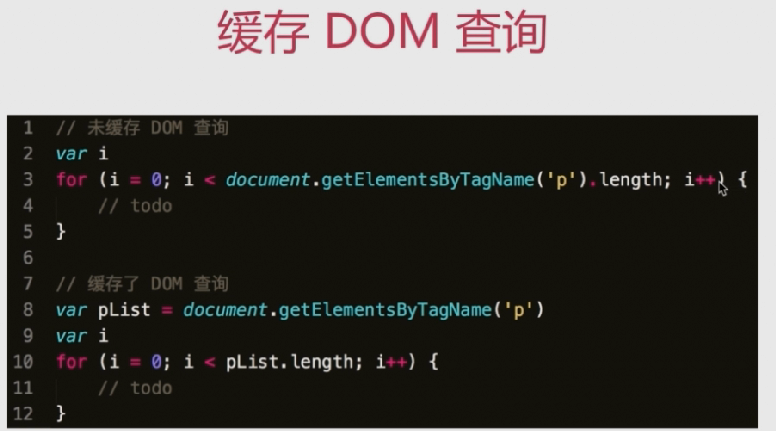 缓存 DOM 查询
1 // 未缓存 DOM 查询
2 var i
3 for (i = 0; i < document.getElementsByTagName('p').length; i++) {
4     // todo
5 }
6
7 // 缓存了 DOM 查询
8 var pList = document.getElementsByTagName('p')
9 var i
10 for (i = 0; i < pList.length; i++) {
11     // todo
12 }